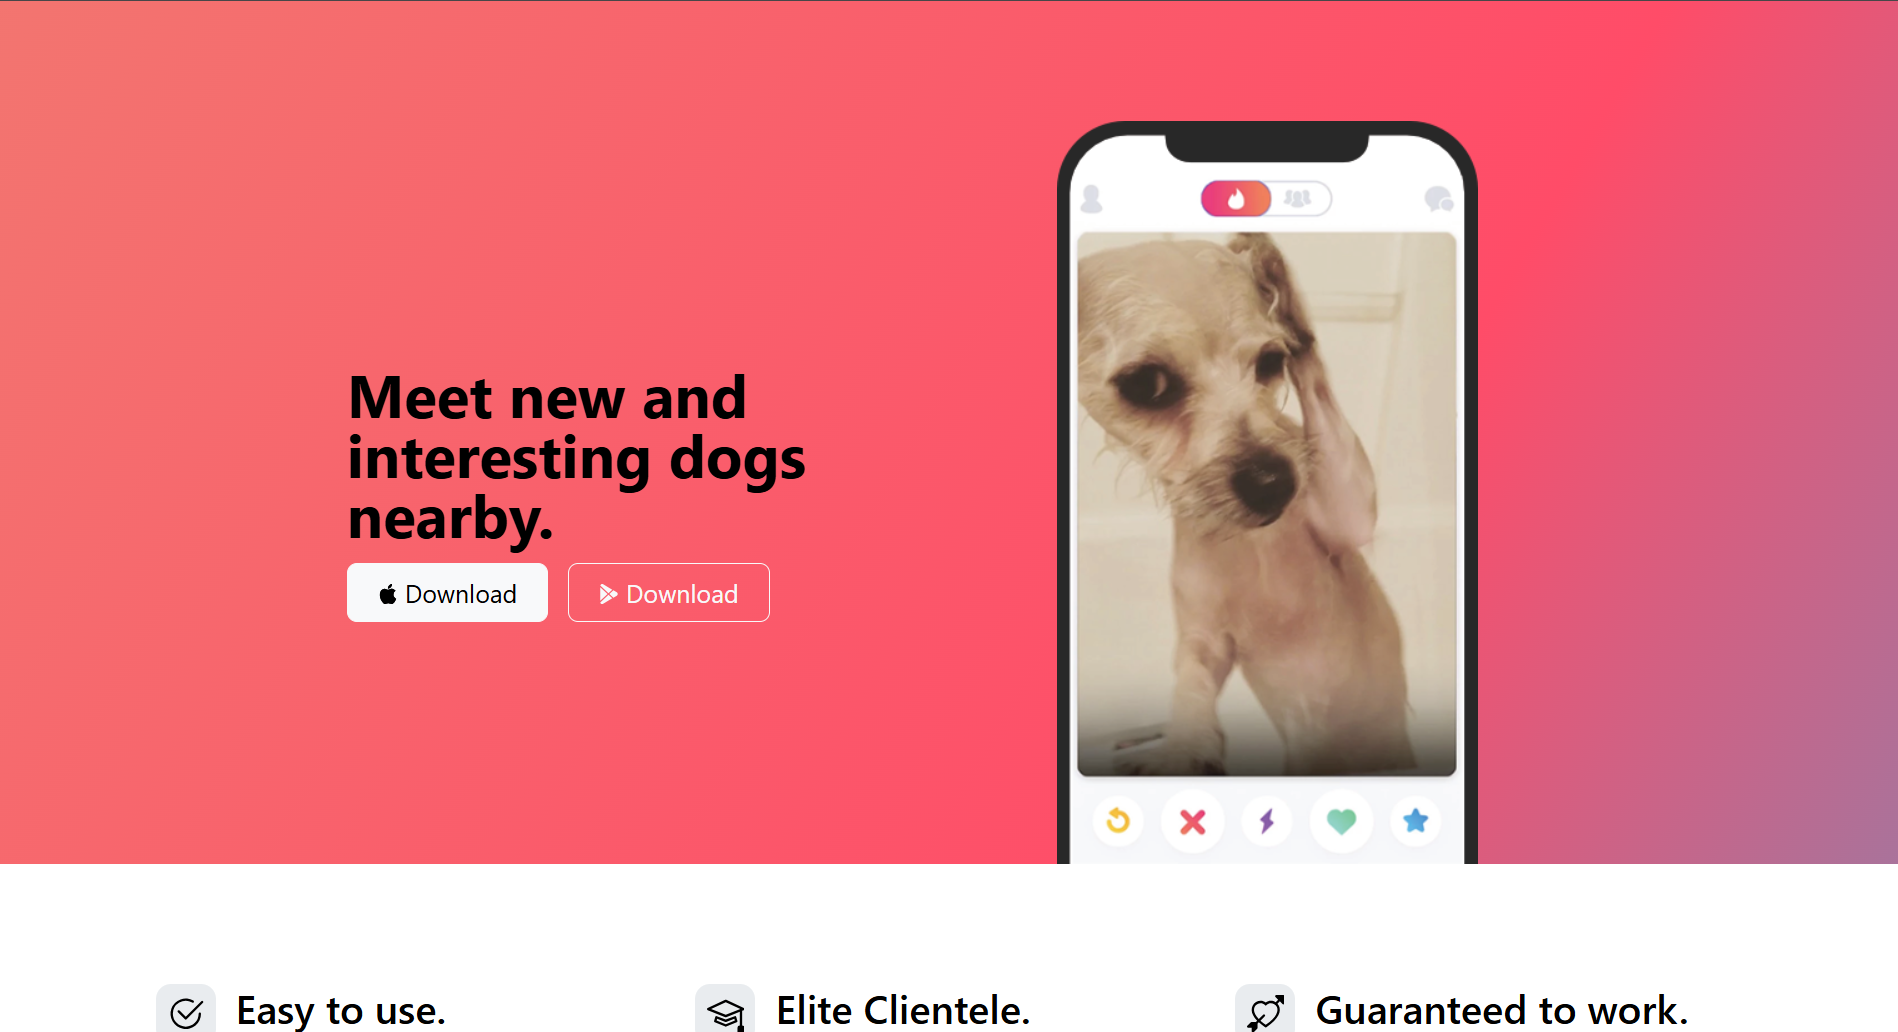 Meet new and
interesting dogs
nearby.
Download
Download
Easy to use.
Elite Clientele.
Guaranteed to work.